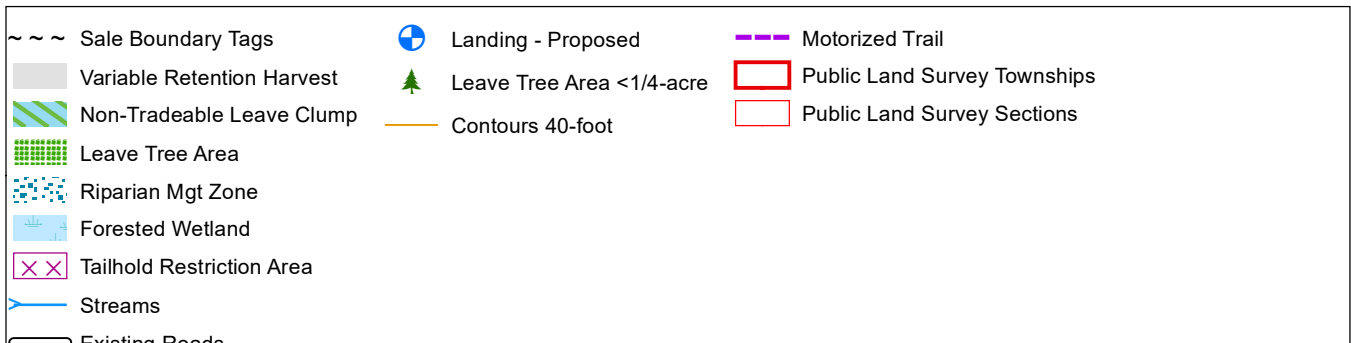 Sale Boundary Tags
Variable Retention Harvest
Non-Tradeable Leave Clump
Leave Tree Area
Riparian Mgt Zone
Forested Wetland
Tailhold Restriction Area
Streams
Existing Roads
Landing - Proposed
Leave Tree Area <1/4-acre
Contours 40-foot
Motorized Trail
Public Land Survey Townships
Public Land Survey Sections